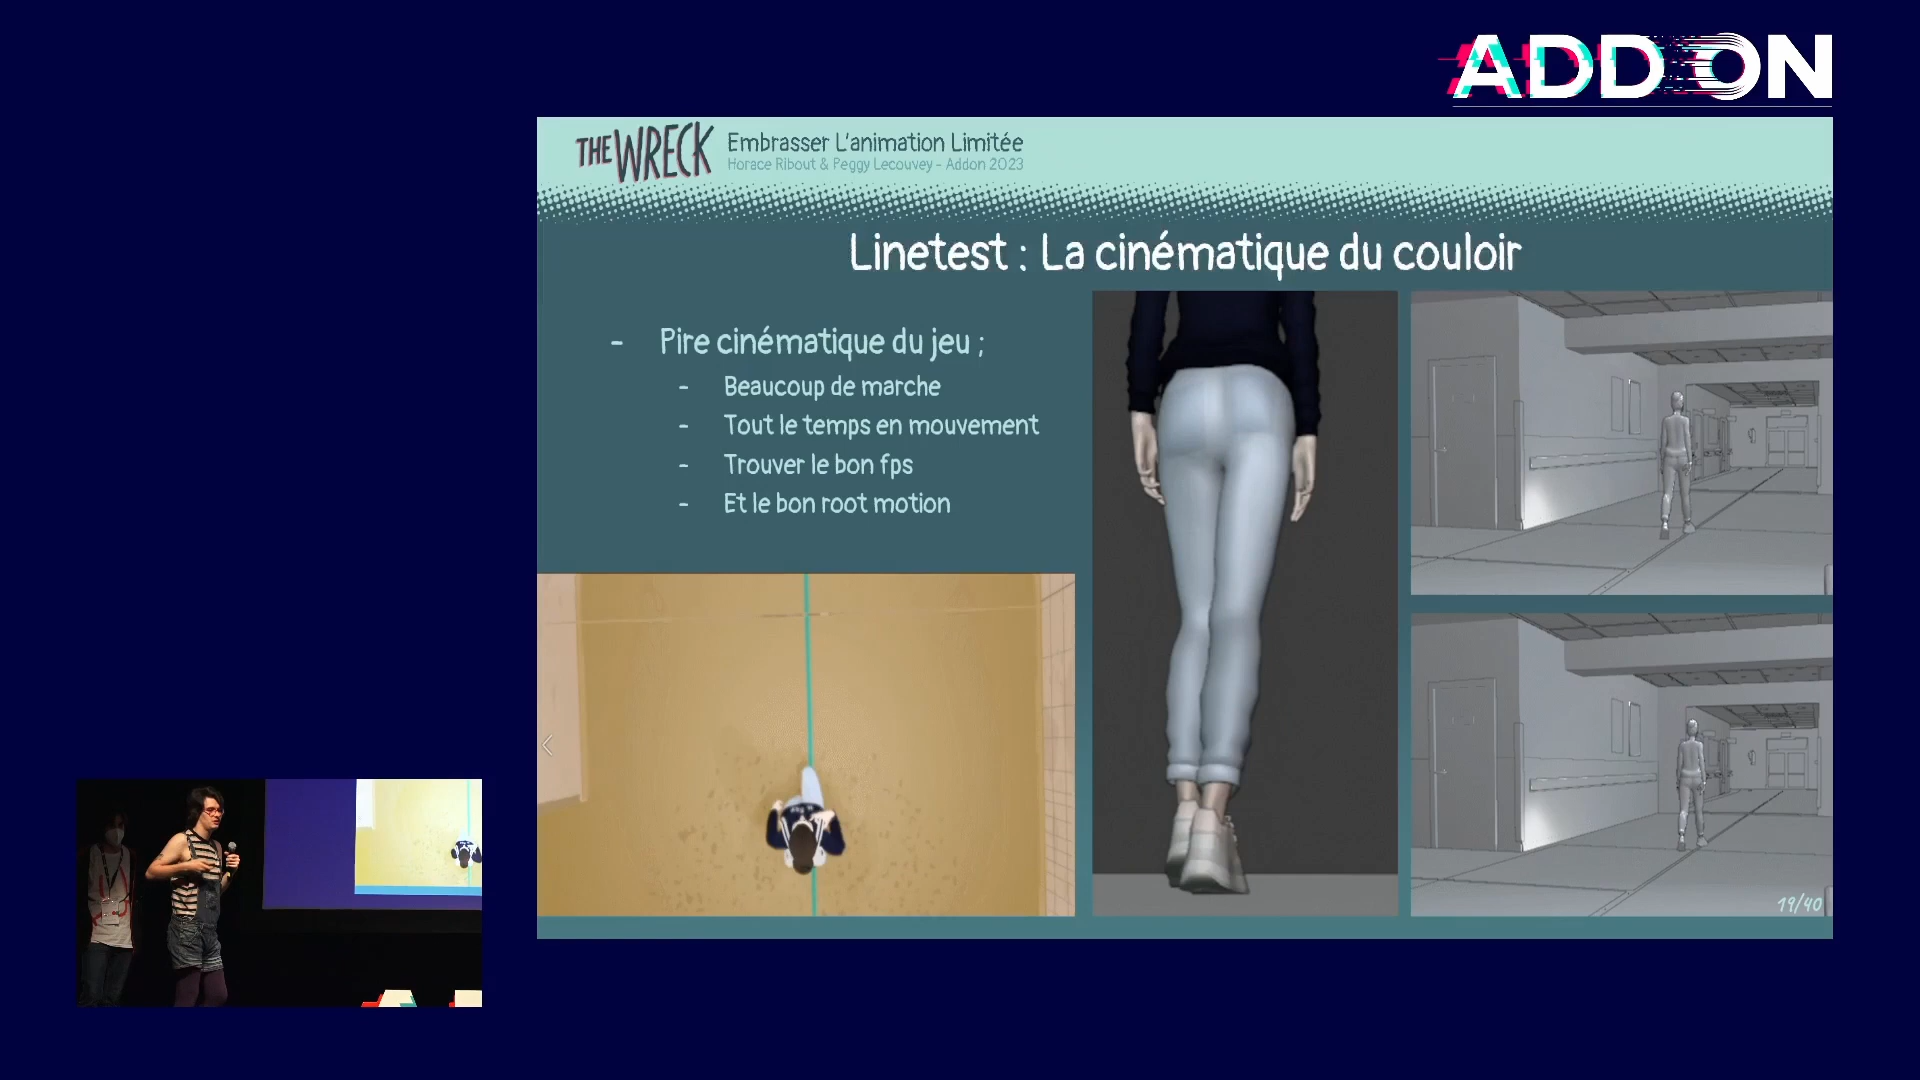 ADDON
THE WRECK
Embrasser L'animation Limitée
Horace Ribout & Peggy Lecouvey - Addon 2023
Linetest : La cinématique du couloir
- Pire cinématique du jeu ;
- Beaucoup de marche
- Tout le temps en mouvement
- Trouver le bon fps
- Et le bon root motion
19/40